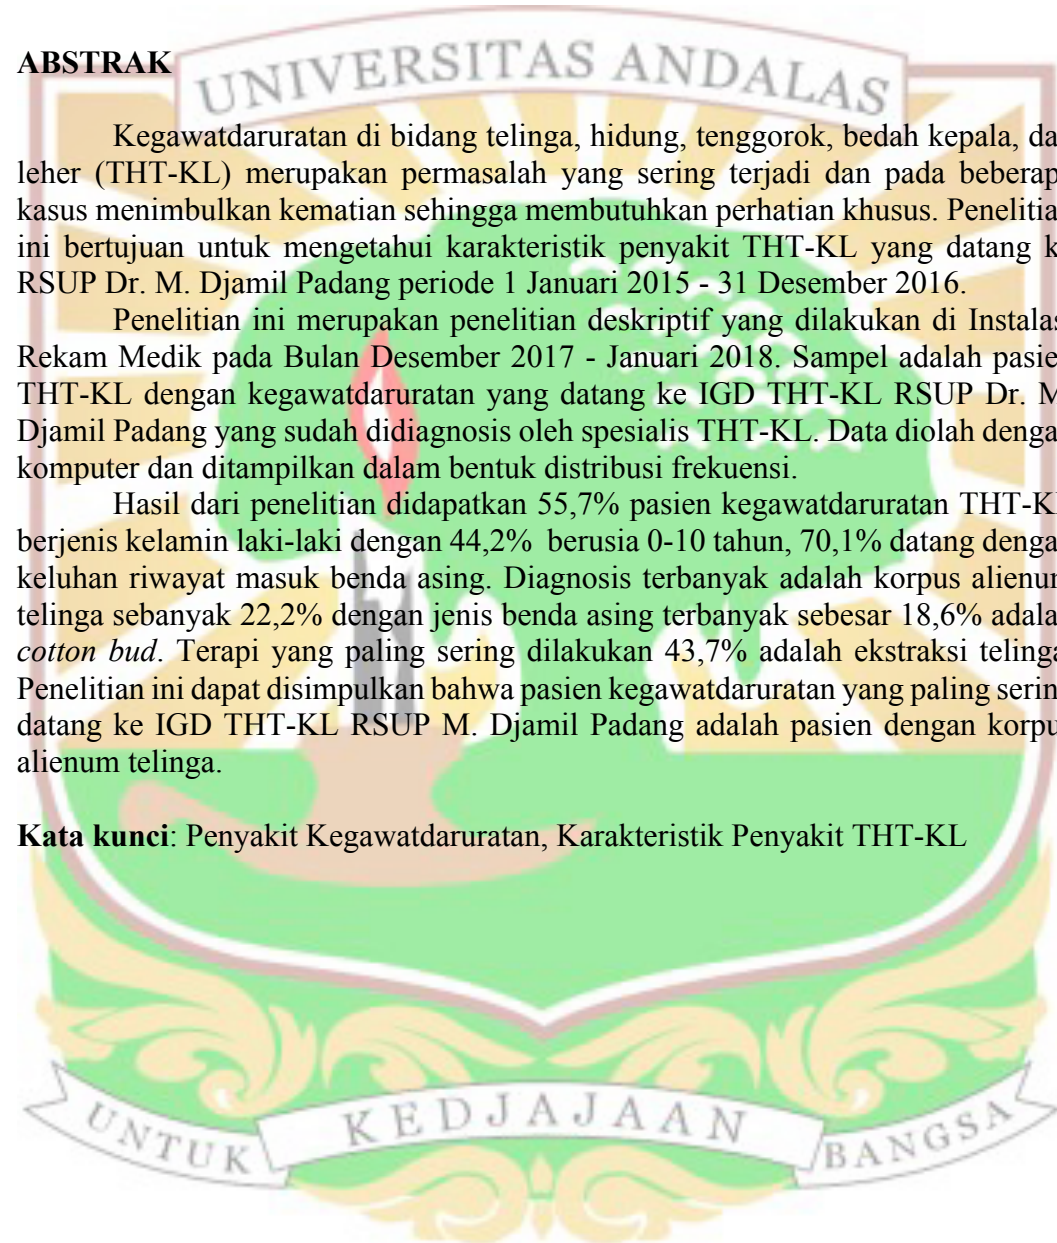 ABSTRAK
UNIVERSITAS ANDALAS
Kegawatdaruratan di bidang telinga, hidung, tenggorok, bedah kepala, da
leher (THT-KL) merupakan permasalah yang sering terjadi dan pada beberap
kasus menimbulkan kematian sehingga membutuhkan perhatian khusus. Penelitia
ini bertujuan untuk mengetahui karakteristik penyakit THT-KL yang datang k
RSUP Dr. M. Djamil Padang periode 1 Januari 2015 - 31 Desember 2016.
Penelitian ini merupakan penelitian deskriptif yang dilakukan di Instalas
Rekam Medik pada Bulan Desember 2017 - Januari 2018. Sampel adalah pasie
THT-KL dengan kegawatdaruratan yang datang ke IGD THT-KL RSUP Dr. M
Djamil Padang yang sudah didiagnosis oleh spesialis THT-KL. Data diolah denga
komputer dan ditampilkan dalam bentuk distribusi frekuensi.
Hasil dari penelitian didapatkan 55,7% pasien kegawatdaruratan THT-K
berjenis kelamin laki-laki dengan 44,2% berusia 0-10 tahun, 70,1% datang denga
keluhan riwayat masuk benda asing. Diagnosis terbanyak adalah korpus alienu
telinga sebanyak 22,2% dengan jenis benda asing terbanyak sebesar 18,6% adala
cotton bud. Terapi yang paling sering dilakukan 43,7% adalah ekstraksi telinga
Penelitian ini dapat disimpulkan bahwa pasien kegawatdaruratan yang paling serin
datang ke IGD THT-KL RSUP M. Djamil Padang adalah pasien dengan korpu
alienum telinga.
Kata kunci: Penyakit Kegawatdaruratan, Karakteristik Penyakit THT-KL
UNTUK KEDJAJAAN BANGSA